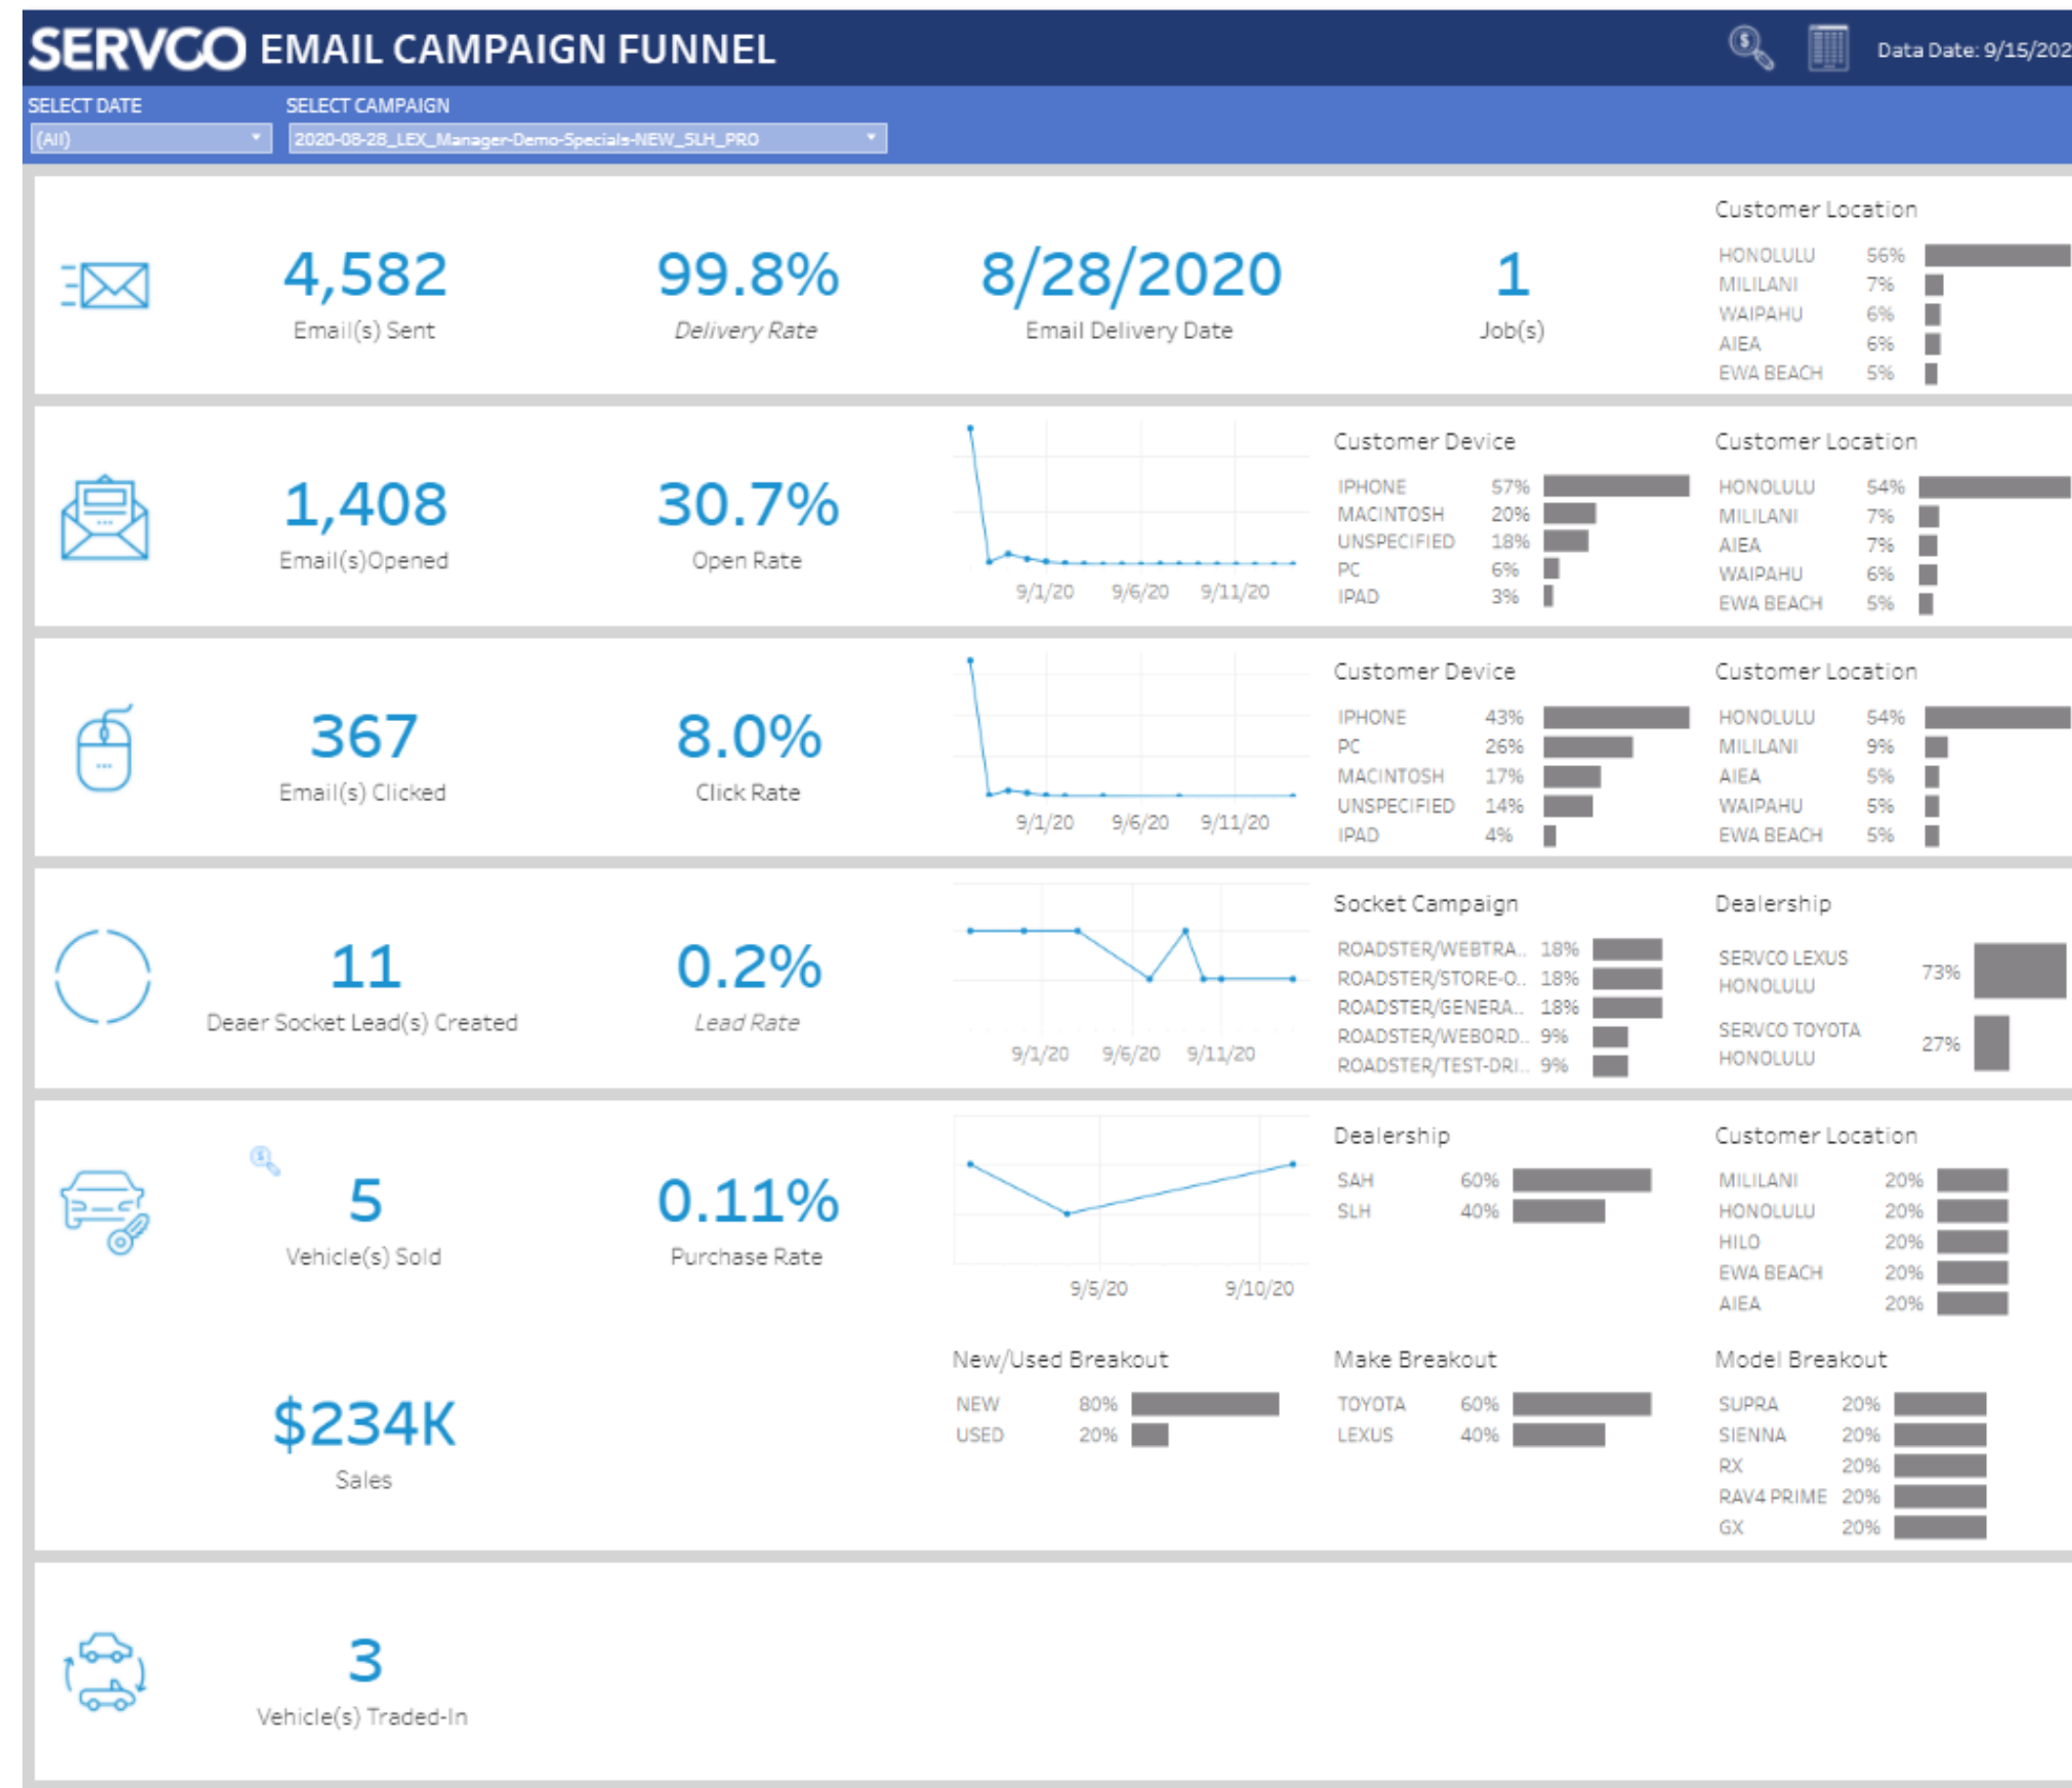 SERVCO EMAIL CAMPAIGN FUNNEL
Data Date: 9/15/202
SELECT DATE
SELECT CAMPAIGN
(All)
2020-08-28_LEX_Manager-Demo-Specials-NEW_SLH_PRO
4,582
Email(s) Sent
99.8%
Delivery Rate
8/28/2020
Email Delivery Date
1
Job(s)
Customer Location
HONOLULU 56%
MILILANI 7%
WAIPAHU 6%
AIEA 6%
EWA BEACH 5%
1,408
Email(s)Opened
30.7%
Open Rate
9/1/20 9/6/20 9/11/20
Customer Device
IPHONE 57%
MACINTOSH 20%
UNSPECIFIED 18%
PC 6%
IPAD 3%
Customer Location
HONOLULU 54%
MILILANI 7%
AIEA 7%
WAIPAHU 6%
EWA BEACH 5%
367
Email(s) Clicked
8.0%
Click Rate
9/1/20 9/6/20 9/11/20
Customer Device
IPHONE 43%
PC 26%
MACINTOSH 17%
UNSPECIFIED 14%
IPAD 4%
Customer Location
HONOLULU 54%
MILILANI 9%
AIEA 5%
WAIPAHU 5%
EWA BEACH 5%
11
Deaer Socket Lead(s) Created
0.2%
Lead Rate
9/1/20 9/6/20 9/11/20
Socket Campaign
ROADSTER/WEBTRA.. 18%
ROADSTER/STORE-O.. 18%
ROADSTER/GENERA.. 18%
ROADSTER/WEBORD.. 9%
ROADSTER/TEST-DRI.. 9%
Dealership
SERVCO LEXUS
HONOLULU
73%
SERVCO TOYOTA
HONOLULU
27%
5
Vehicle(s) Sold
0.11%
Purchase Rate
9/5/20 9/10/20
Dealership
SAH 60%
SLH 40%
Customer Location
MILILANI 20%
HONOLULU 20%
HILO 20%
EWA BEACH 20%
AIEA 20%
$234K
Sales
New/Used Breakout
NEW 80%
USED 20%
Make Breakout
TOYOTA 60%
LEXUS 40%
Model Breakout
SUPRA 20%
SIENNA 20%
RX 20%
RAV4 PRIME 20%
GX 20%
3
Vehicle(s) Traded-In